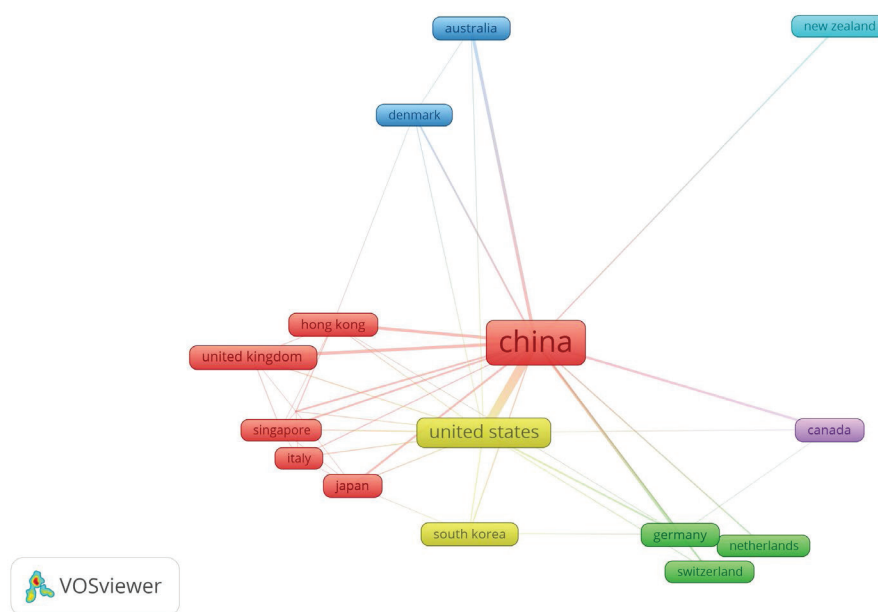 australia
new zealand
denmark
hong kong
china
united kingdom
singapore
united states
canada
italy
japan
south korea
germany
netherlands
switzerland
VOSviewer